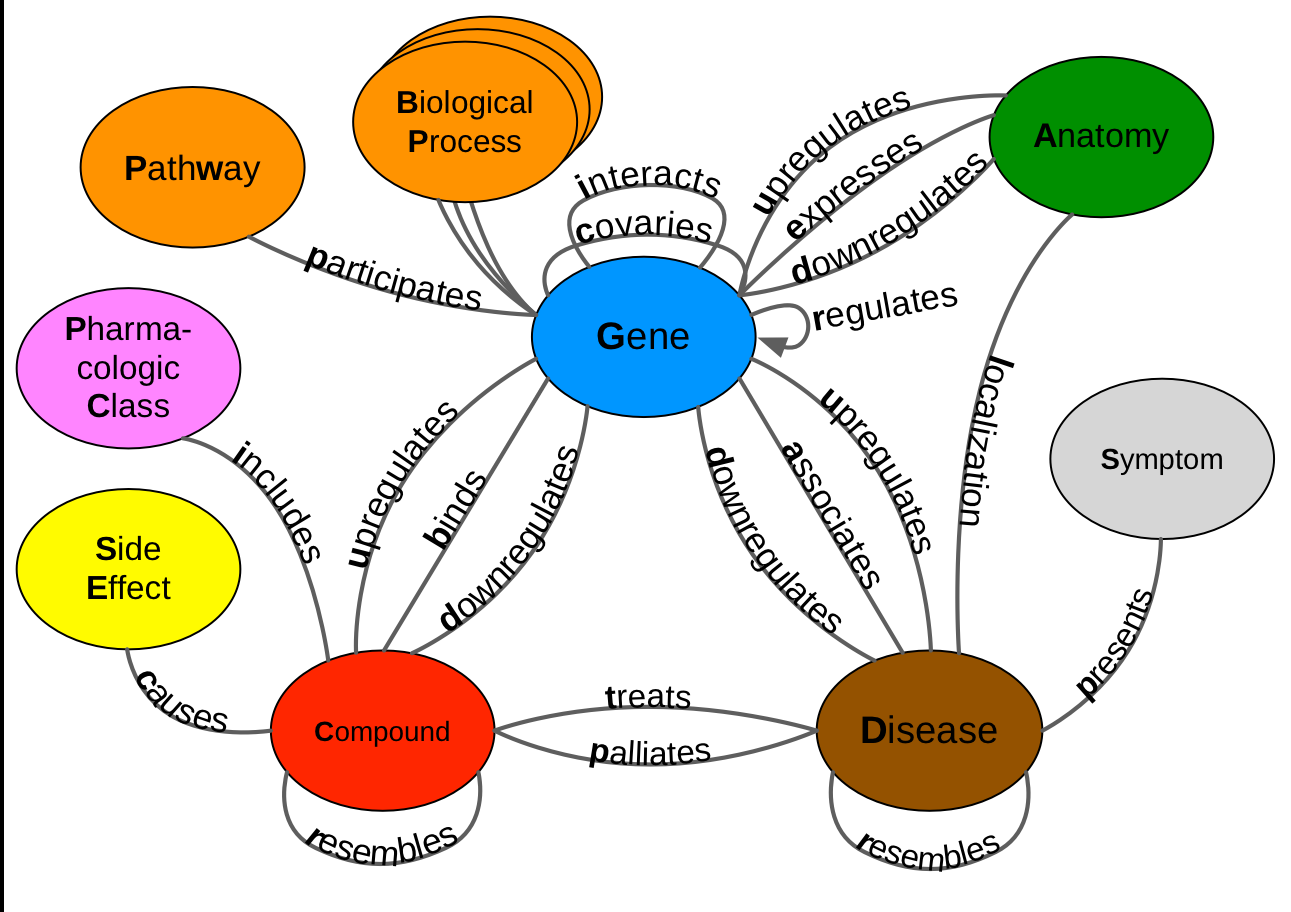 Biological
Process
Pathway
Anatomy
interacts
covaries
upregulates
expresses
downregulates
participates
regulates
Gene
Pharma-
cologic
Class
includes
upregulates
binds
downregulates
downregulates
associates
upregulates
localization
Symptom
Side
Effect
causes
presents
Compound
treats
palliates
Disease
resembles
resembles